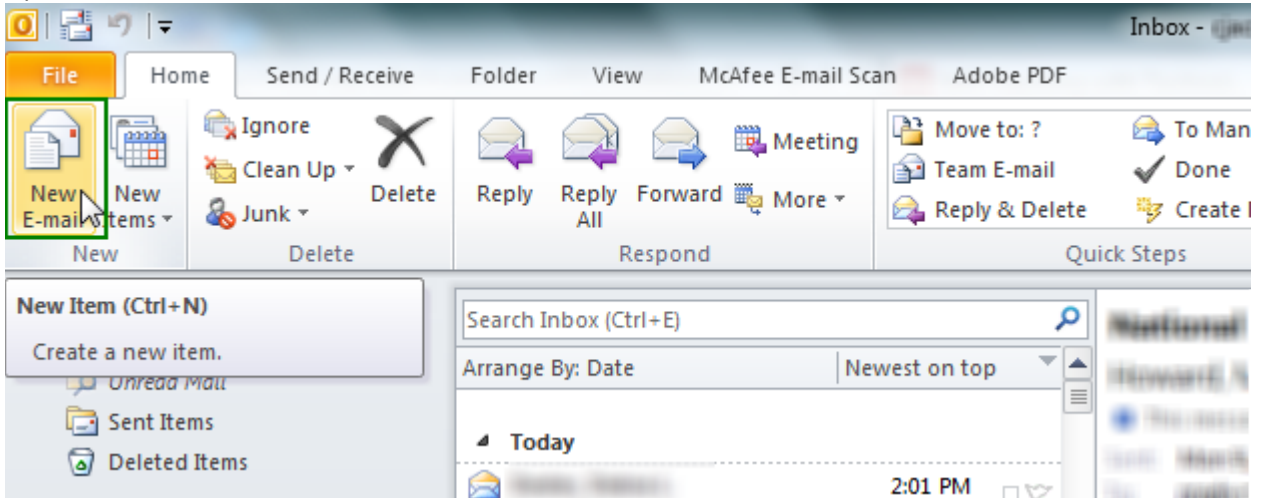 Inbox -
File Home Send / Receive Folder View McAfee E-mail Scan Adobe PDF
New E-mail
New Items
New
Ignore
Clean Up
Junk
Delete
Delete
Reply
Reply All
Forward
Meeting
More
Respond
Move to: ?
Team E-mail
Reply & Delete
To Man
Done
Create
Quick Steps
New Item (Ctrl+N)
Create a new item.
Unread Mail
Sent Items
Deleted Items
Search Inbox (Ctrl+E)
Arrange By: Date Newest on top
Today
2:01 PM